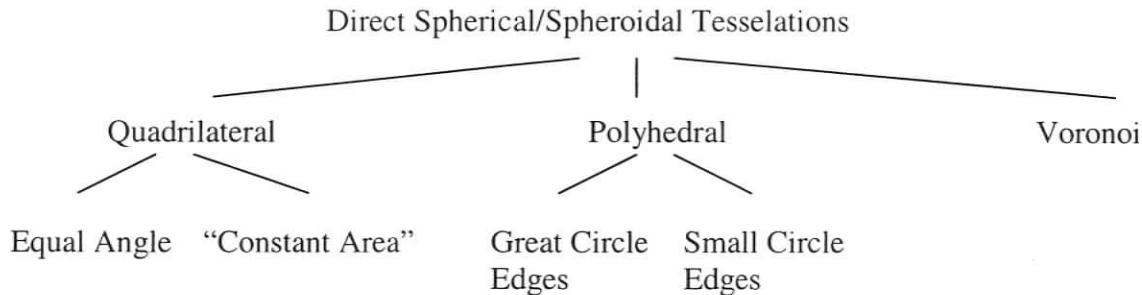 Direct Spherical/Spheroidal Tesselations
Quadrilateral
Polyhedral
Voronoi
Equal Angle
“Constant Area”
Great Circle
Edges
Small Circle
Edges